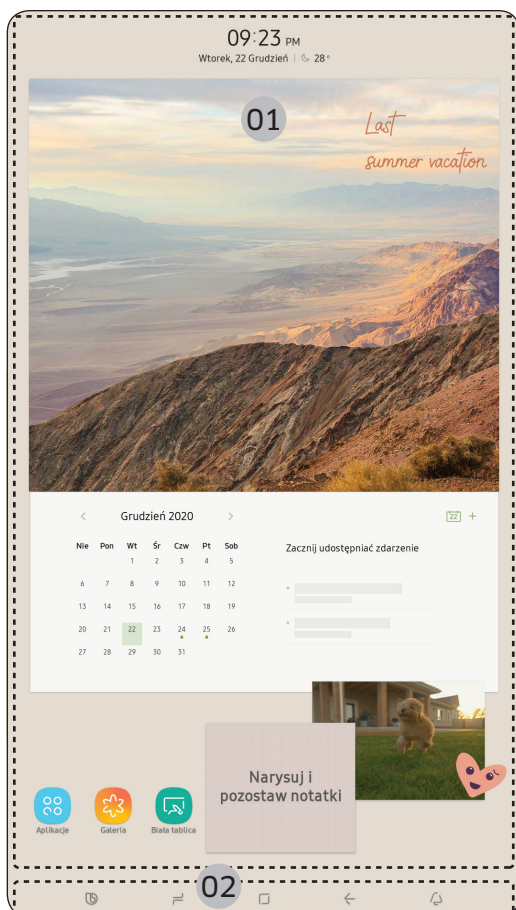 09:23 PM
Wtorek, 22 Grudzień | 28°
01
Last
summer vacation
< Grudzień 2020 >
22 +
Nie Pon Wt Śr Czw Pt Sob
Zacznij udostępniać zdarzenie
1 2 3 4 5
6 7 8 9 10 11 12
13 14 15 16 17 18 19
20 21 22 23 24 25 26
27 28 29 30 31
Narysuj i
pozostaw notatki
Aplikacje Galeria Biała tablica
02